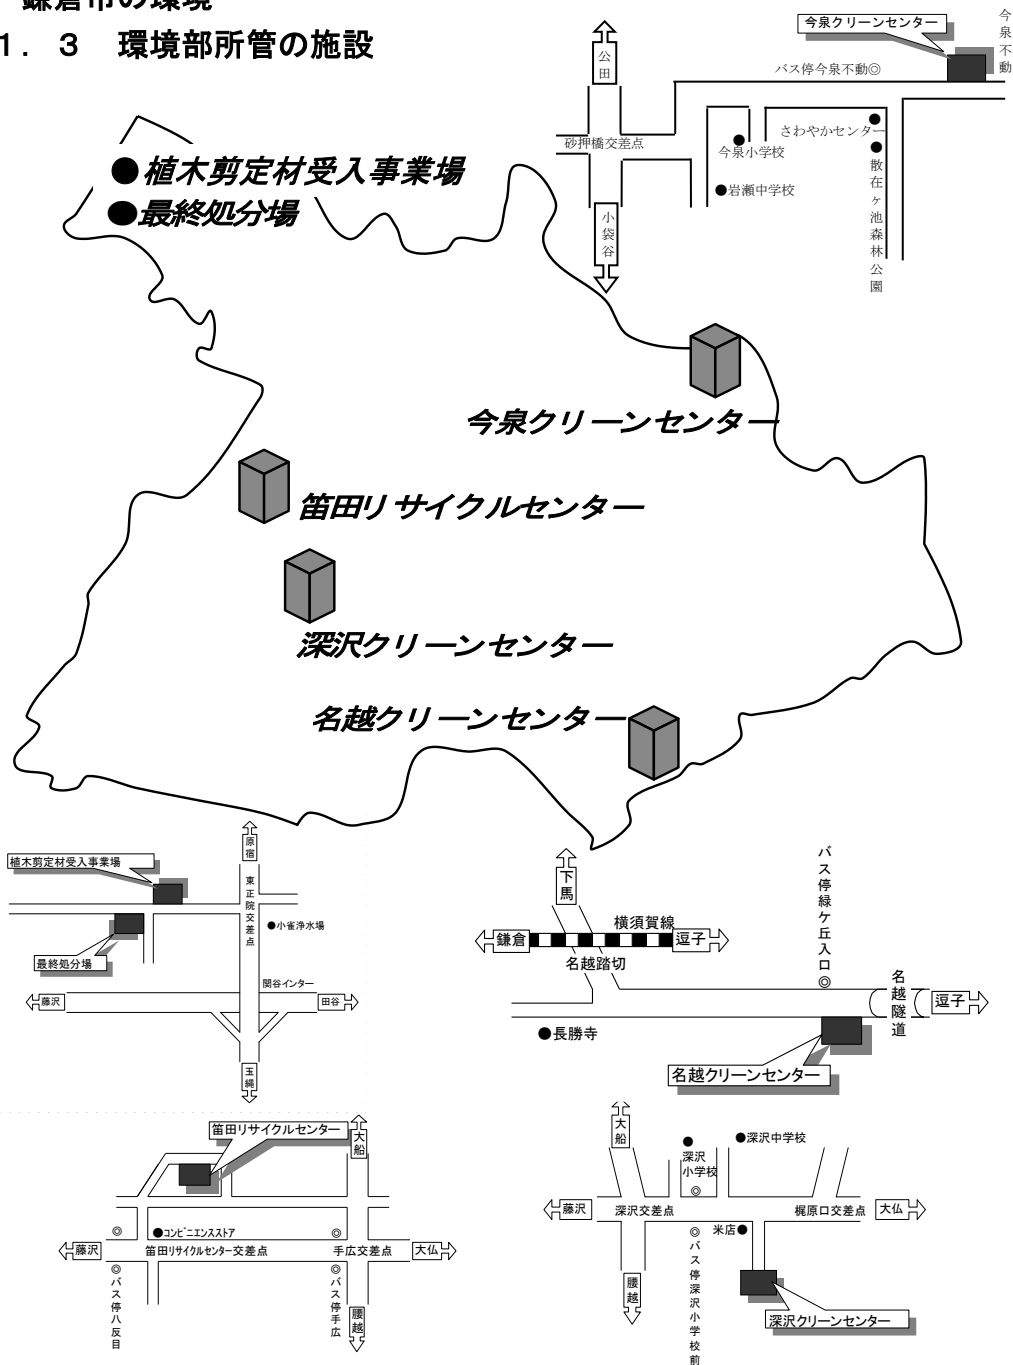 鎌倉市の環境
1.3 環境部所管の施設
今泉クリーンセンター
今泉不動
公田
バス停今泉不動◎
砂押橋交差点
さわやかセンター
今泉小学校
散在ヶ池森林公園
岩瀬中学校
小袋谷
●植木剪定材受入事業場
●最終処分場
今泉クリーンセンター
笛田リサイクルセンター
深沢クリーンセンター
名越クリーンセンター
原宿
植木剪定材受入事業場
東正院交差点
●小雀浄水場
最終処分場
関谷インター
藤沢
田谷
玉縄
下馬
バス停緑ケ丘入口◎
横須賀線
鎌倉
逗子
名越踏切
名越隧道
逗子
●長勝寺
名越クリーンセンター
笛田リサイクルセンター
大船
◎
●コンビニエンスストア
◎
藤沢
笛田リサイクルセンター交差点
手広交差点
大仏
◎バス停八反目
◎バス停手広
腰越
大船
●深沢中学校
●深沢小学校
◎
藤沢
深沢交差点
梶原口交差点
大仏
米店●
◎バス停深沢小学校前
腰越
深沢クリーンセンター